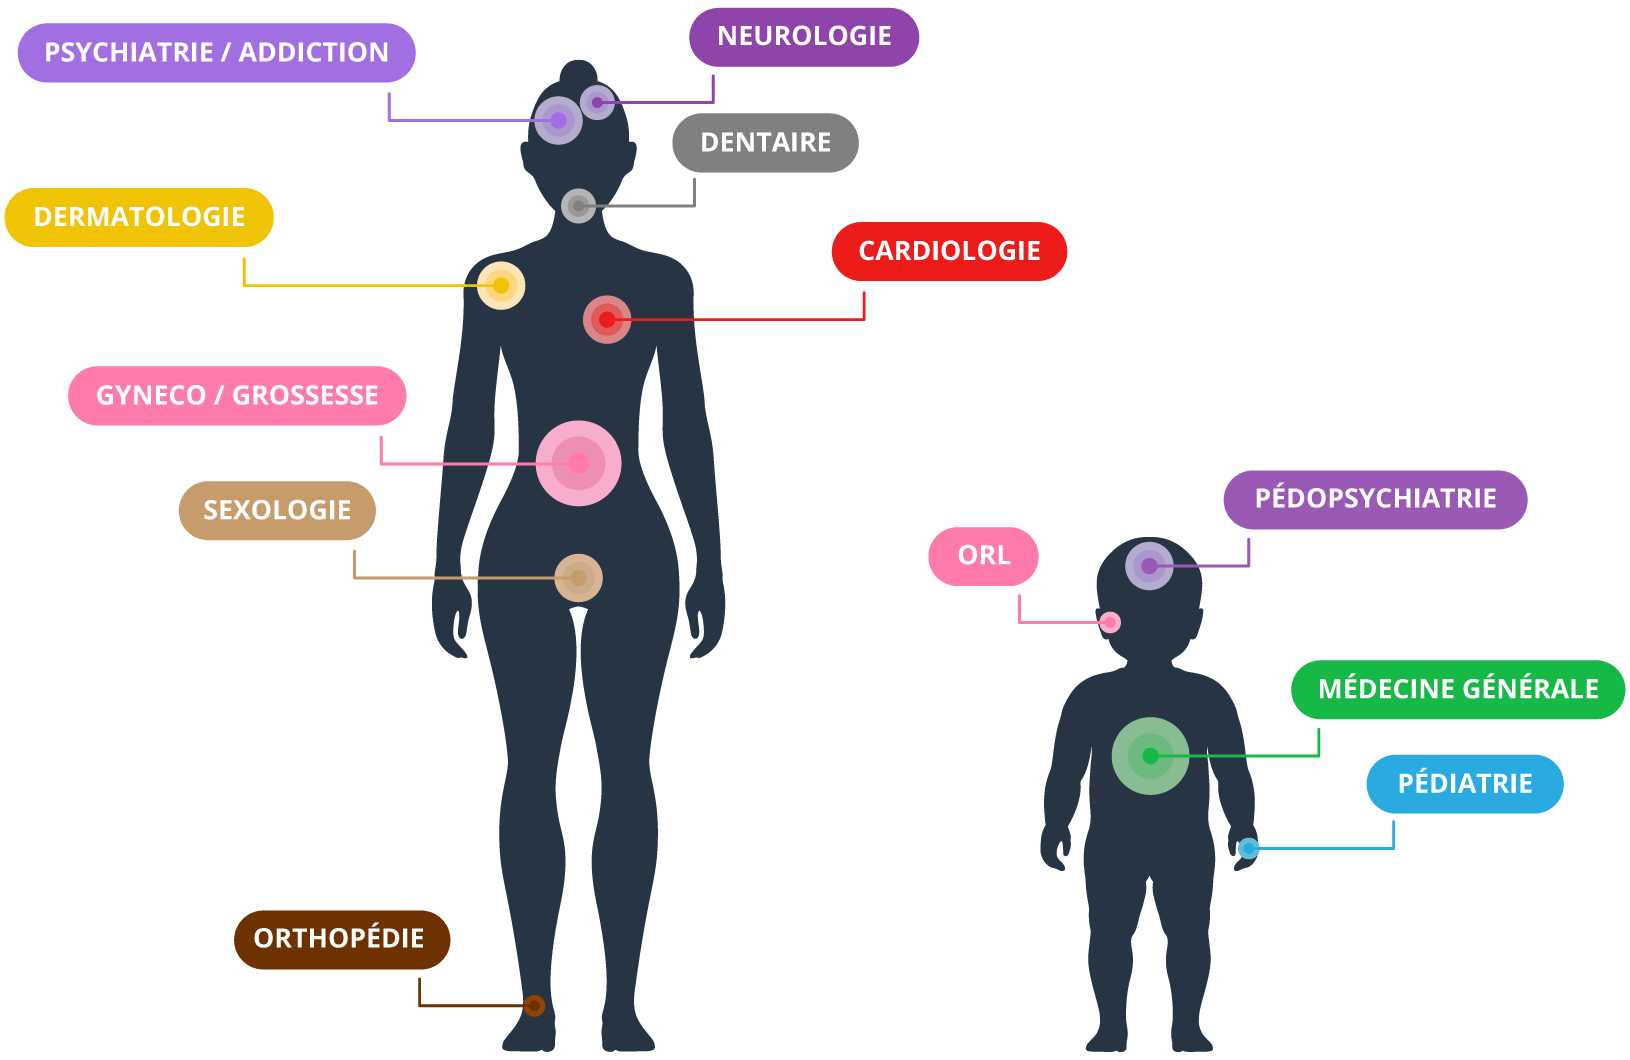 PSYCHIATRIE / ADDICTION
NEUROLOGIE
DENTAIRE
DERMATOLOGIE
CARDIOLOGIE
GYNECO / GROSSESSE
SEXOLOGIE
PÉDOPSYCHIATRIE
ORL
MÉDECINE GÉNÉRALE
PÉDIATRIE
ORTHOPÉDIE